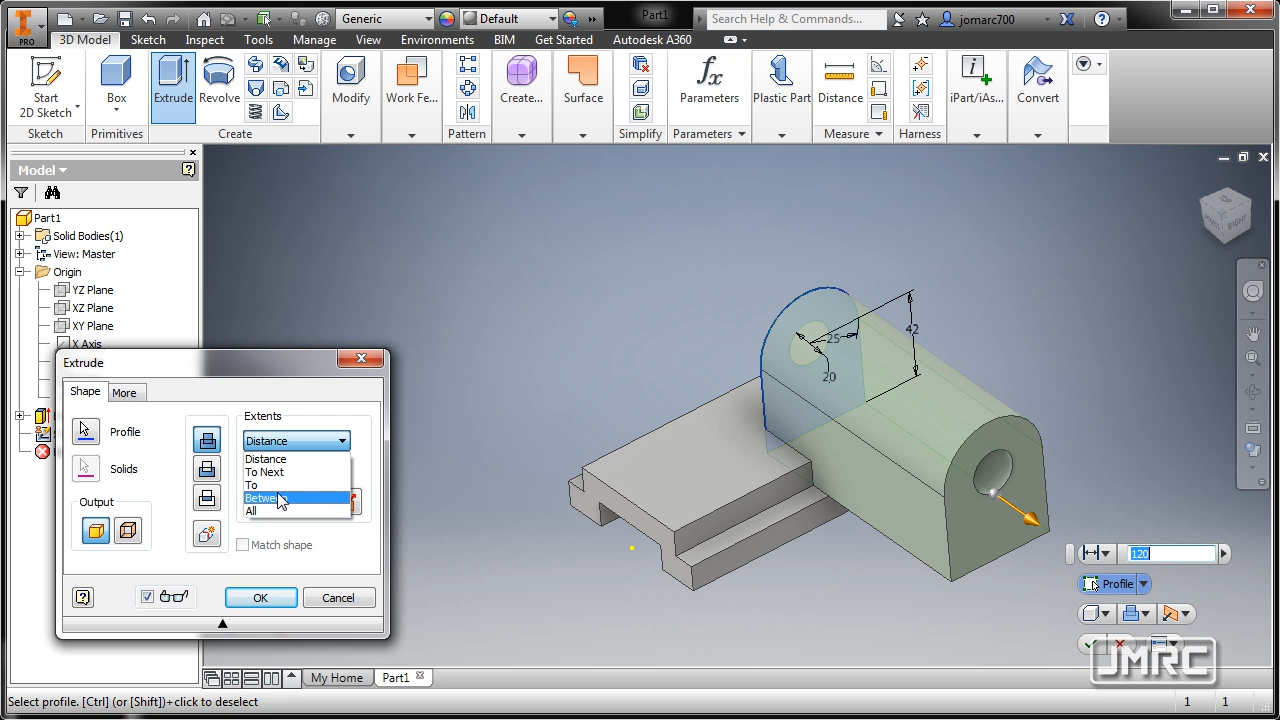 Generic
Default
Part1
Search Help & Commands...
jomarc700
PRO
3D Model
Sketch
Inspect
Tools
Manage
View
Environments
BIM
Get Started
Autodesk A360
Start
2D Sketch
Box
Extrude
Revolve
Modify
Work Fe...
Create...
Surface
Parameters
Plastic Part
Distance
iPart/iAs...
Convert
Sketch
Primitives
Create
Pattern
Simplify
Parameters
Measure
Harness
Model
Part1
Solid Bodies(1)
View: Master
Origin
YZ Plane
XZ Plane
XY Plane
X Axis
Extrude
Shape
More
Profile
Solids
Output
Extents
Distance
Distance
To Next
To
Between
All
Match shape
OK
Cancel
25
42
20
RIGHT
120
Profile
JMRC
My Home
Part1
Select profile. [Ctrl] (or [Shift])+click to deselect
1
1